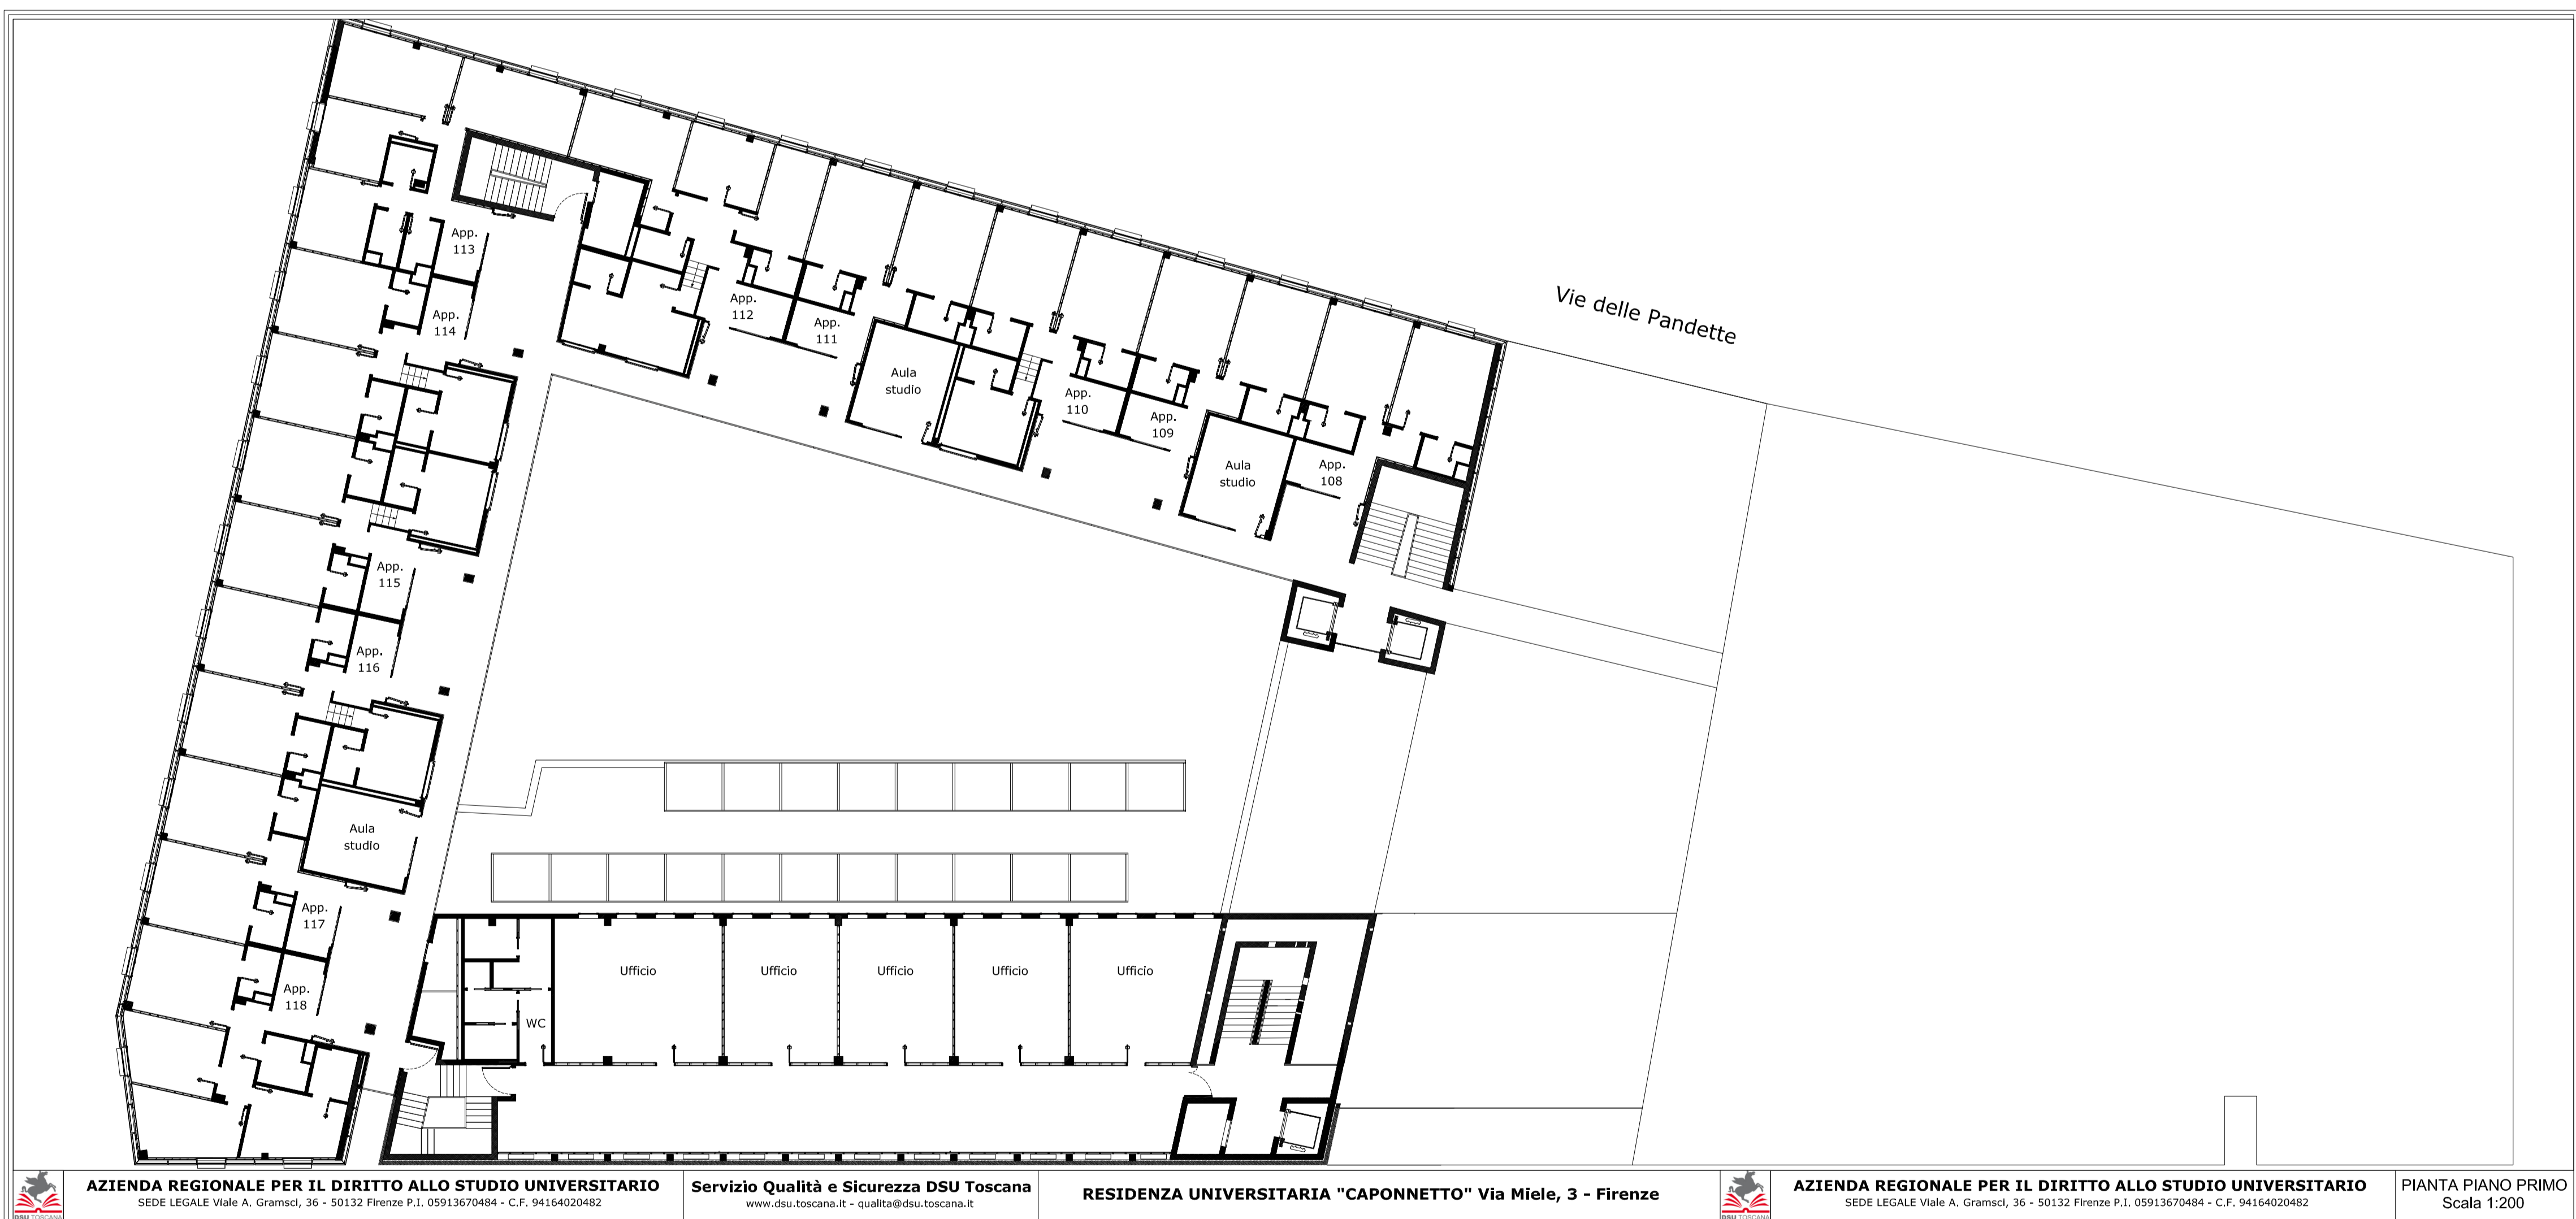 App.
113
App.
114
App.
112
App.
111
Aula
studio
App.
110
App.
109
Aula
studio
App.
108
Vie delle Pandette
App.
115
App.
116
Aula
studio
App.
117
App.
118
WC
Ufficio
Ufficio
Ufficio
Ufficio
Ufficio
DSU TOSCANA
AZIENDA REGIONALE PER IL DIRITTO ALLO STUDIO UNIVERSITARIO
SEDE LEGALE Viale A. Gramsci, 36 - 50132 Firenze P.I. 05913670484 - C.F. 94164020482
Servizio Qualità e Sicurezza DSU Toscana
www.dsu.toscana.it - qualita@dsu.toscana.it
RESIDENZA UNIVERSITARIA "CAPONNETTO" Via Miele, 3 - Firenze
DSU TOSCANA
AZIENDA REGIONALE PER IL DIRITTO ALLO STUDIO UNIVERSITARIO
SEDE LEGALE Viale A. Gramsci, 36 - 50132 Firenze P.I. 05913670484 - C.F. 94164020482
PIANTA PIANO PRIMO
Scala 1:200